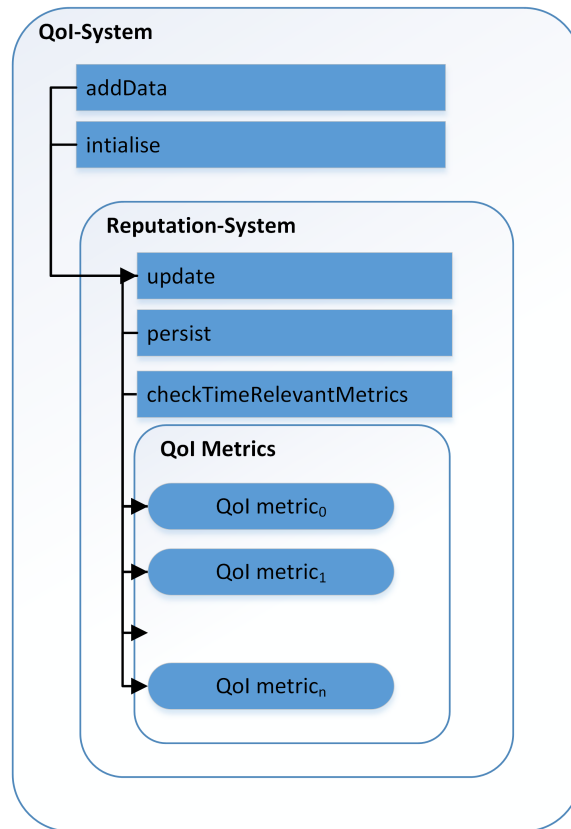 QoI-System
addData
intialise
Reputation-System
update
persist
checkTimeRelevantMetrics
QoI Metrics
QoI metric₀
QoI metric₁
QoI metricₙ